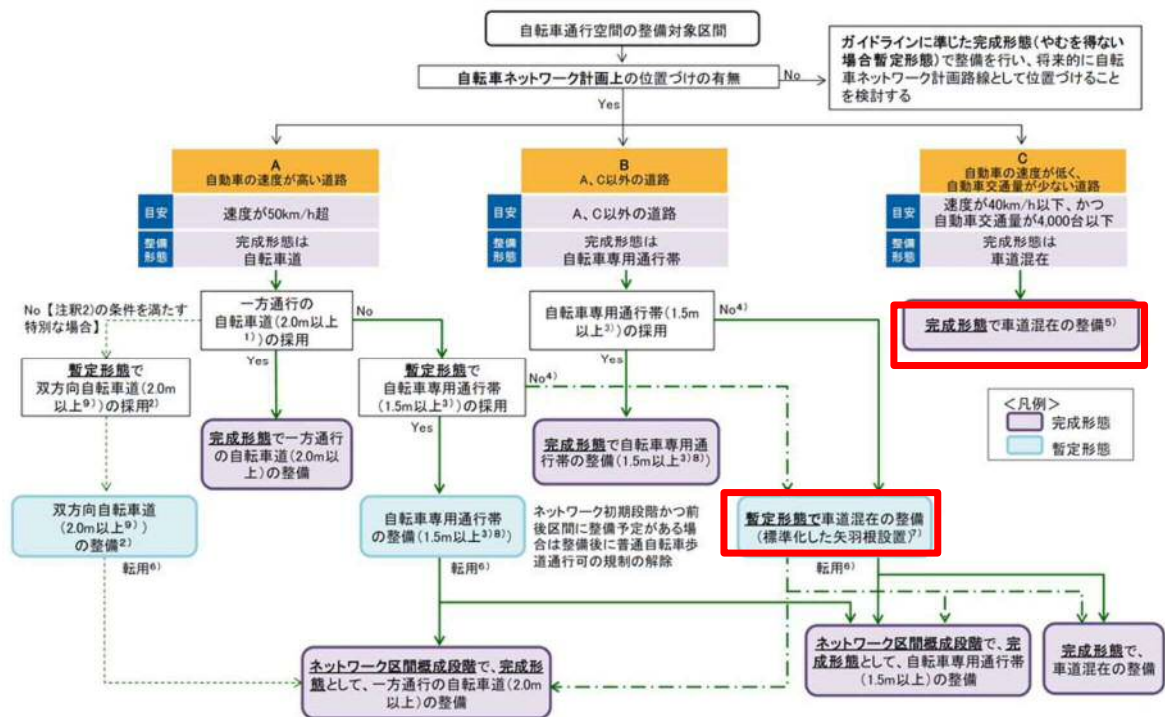 自転車通行空間の整備対象区間
自転車ネットワーク計画上の位置づけの有無
No
ガイドラインに準じた完成形態(やむを得ない
場合暫定形態)で整備を行い、将来的に自
転車ネットワーク計画路線として位置づけること
を検討する
Yes
A
自動車の速度が高い道路
目安
速度が50km/h超
整備
形態
完成形態は
自転車道
B
A、C以外の道路
目安
A、C以外の道路
整備
形態
完成形態は
自転車専用通行帯
C
自動車の速度が低く、
自動車交通量が少ない道路
目安
速度が40km/h以下、かつ
自動車交通量が4,000台以下
整備
形態
完成形態は
車道混在
No【注釈2)の条件を満たす
特別な場合】
一方通行の
自転車道(2.0m以上
1))の採用
No
Yes
自転車専用通行帯(1.5m
以上3))の採用
No4)
Yes
完成形態で車道混在の整備5)
暫定形態で
双方向自転車道(2.0m
以上9))の採用2)
暫定形態で
自転車専用通行帯
(1.5m以上3))の採用
No4)
Yes
<凡例>
完成形態
暫定形態
完成形態で一方通行
の自転車道(2.0m以
上)の整備
完成形態で自転車専用通
行帯の整備(1.5m以上3)8))
双方向自転車道
(2.0m以上9))
の整備2)
自転車専用通行帯
の整備(1.5m以上3)8))
ネットワーク初期段階かつ前
後区間に整備予定がある場
合は整備後に普通自転車歩
道通行可の規制の解除
暫定形態で車道混在の整備
(標準化した矢羽根設置)7)
転用6)
転用6)
転用6)
ネットワーク区間概成段階で、完成形
態として、一方通行の自転車道(2.0m
以上)の整備
ネットワーク区間概成段階で、完
成形態として、自転車専用通行帯
(1.5m以上)の整備
完成形態で、
車道混在の整備